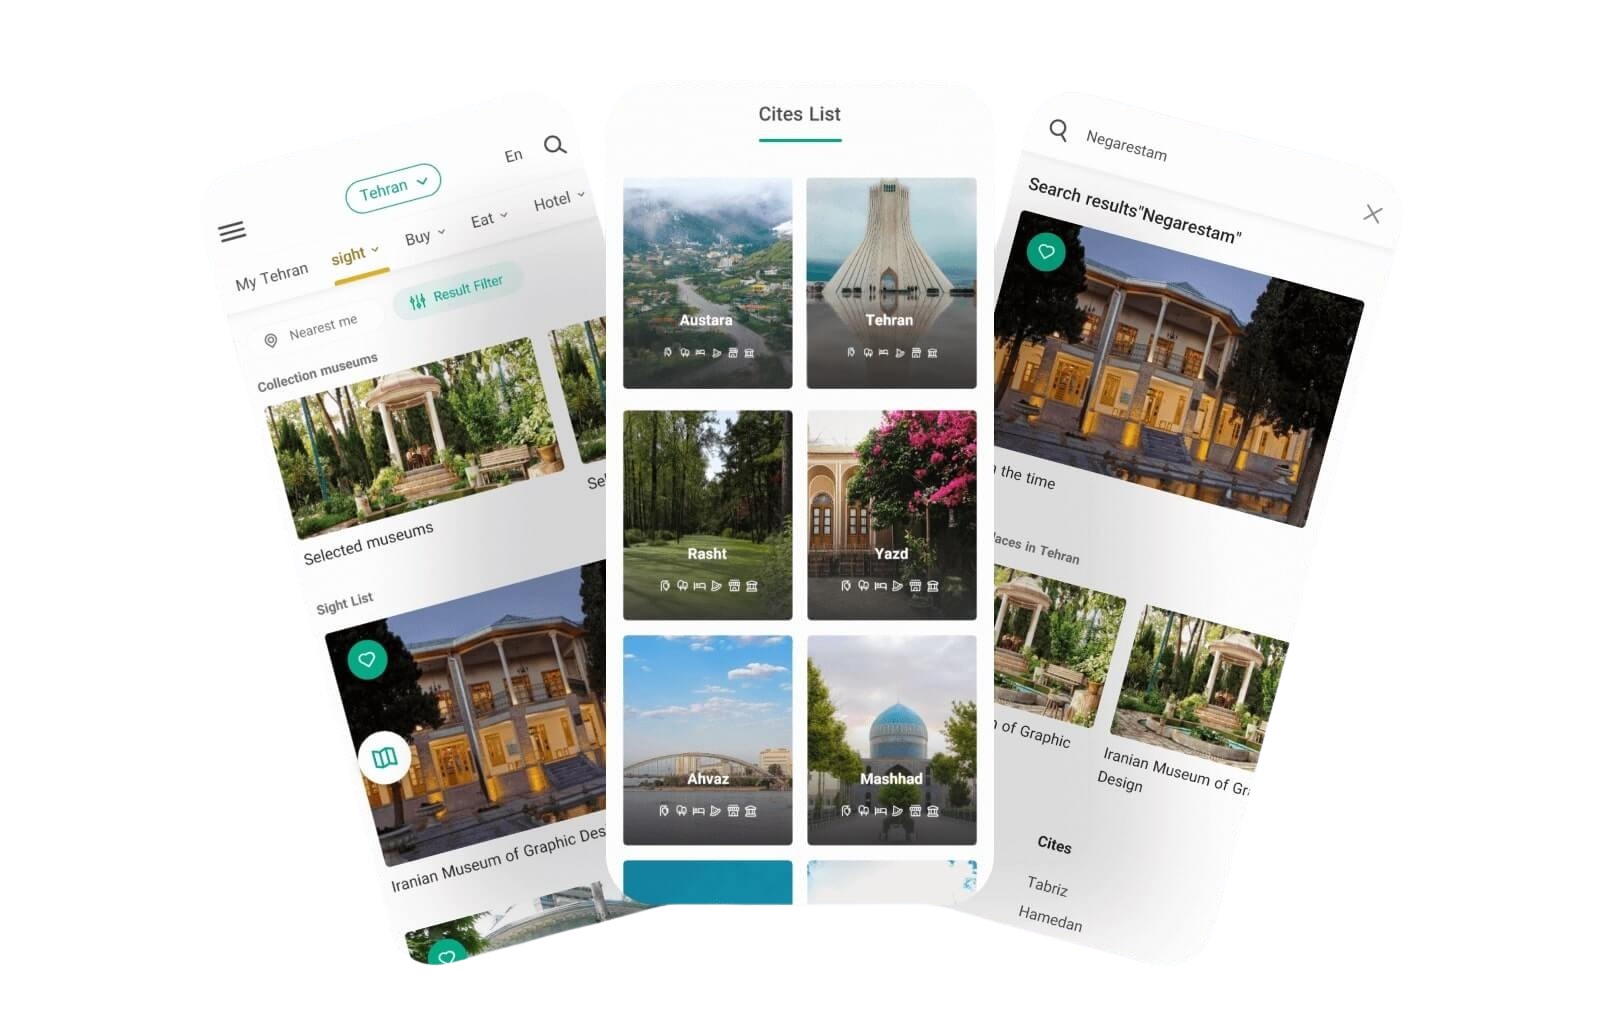 En
Tehran
My Tehran
sight
Buy
Eat
Hotel
Nearest me
Result Filter
Collection museums
Selected museums
Sel
Sight List
Iranian Museum of Graphic Des
Cites List
Austara
Tehran
Rasht
Yazd
Ahvaz
Mashhad
Negarestam
Search results"Negarestam"
n the time
laces in Tehran
n of Graphic
Iranian Museum of Gr
Design
Cites
Tabriz
Hamedan